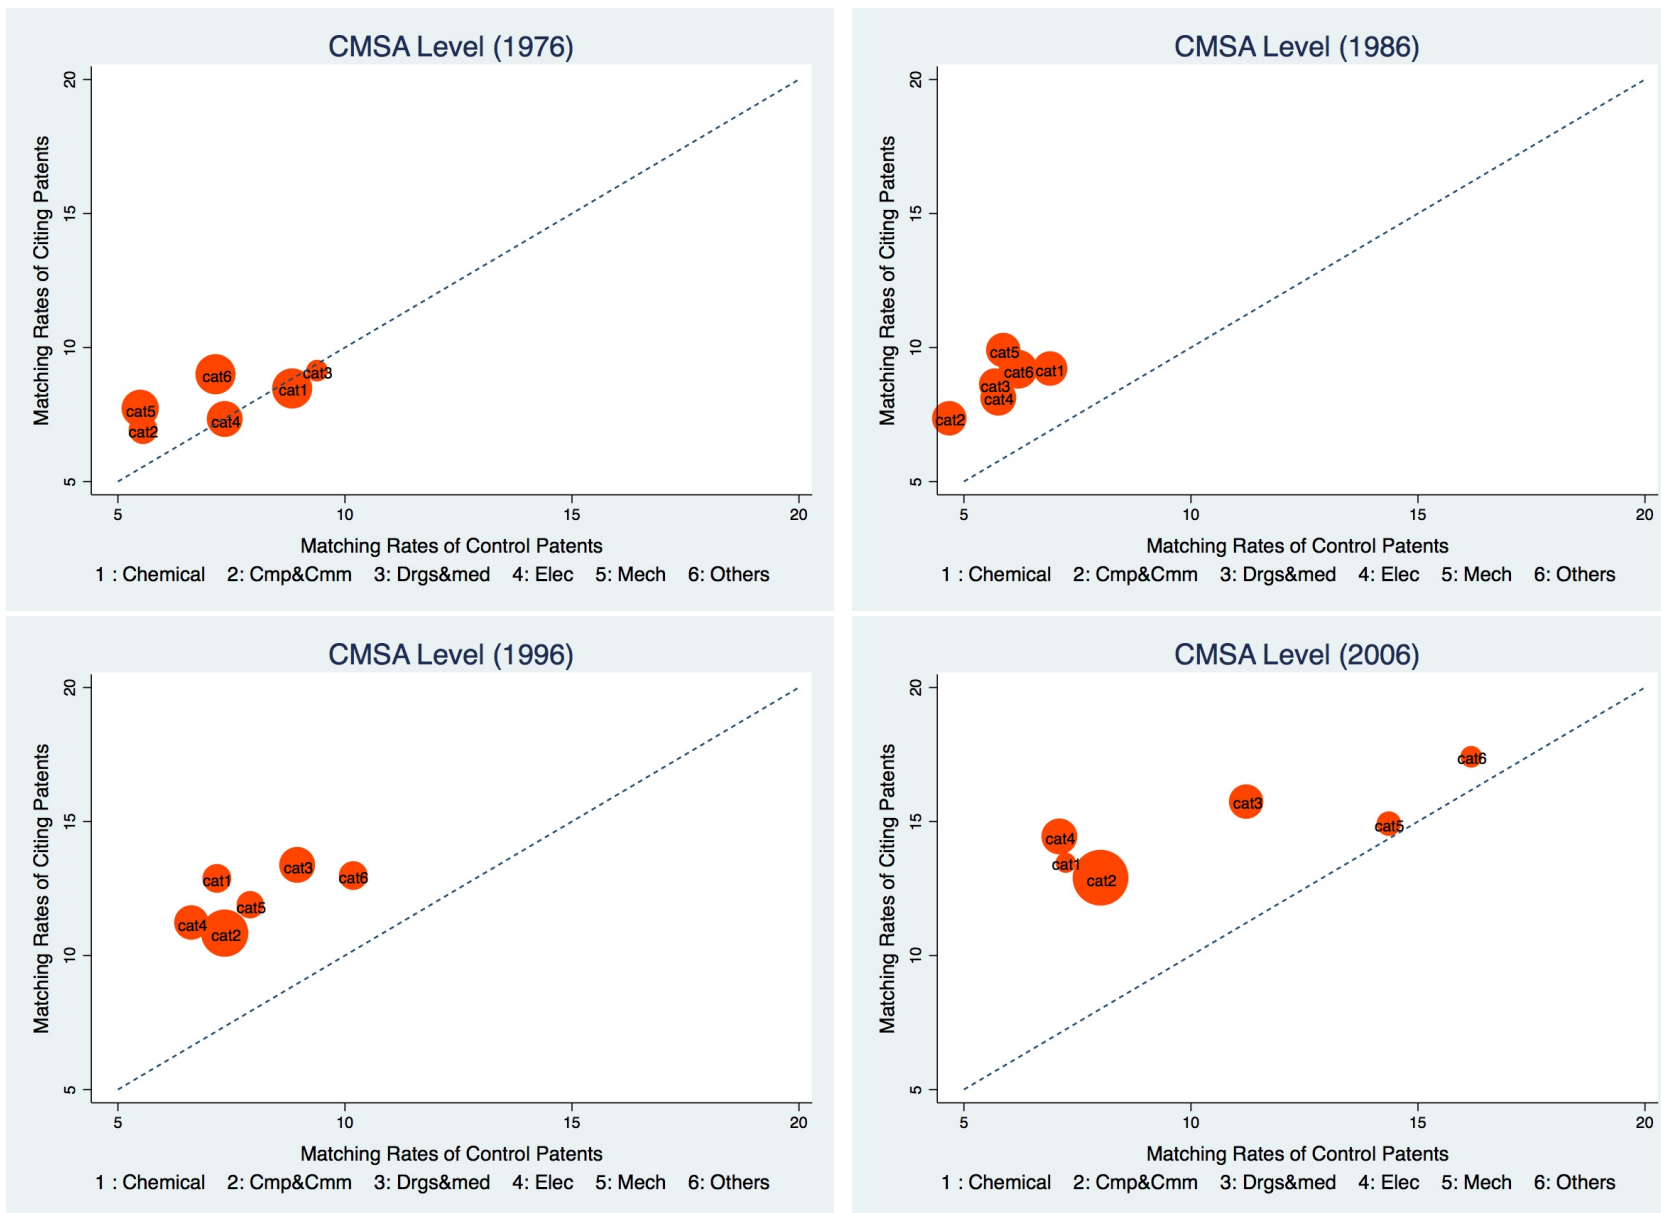 CMSA Level (1976)
Matching Rates of Citing Patents
20
15
10
5
cat6
cat3
cat1
cat5
cat4
cat2
5 10 15 20
Matching Rates of Control Patents
1 : Chemical 2: Cmp&Cmm 3: Drgs&med 4: Elec 5: Mech 6: Others
CMSA Level (1986)
Matching Rates of Citing Patents
20
15
10
5
cat5
cat6 cat1
cat3
cat4
cat2
5 10 15 20
Matching Rates of Control Patents
1 : Chemical 2: Cmp&Cmm 3: Drgs&med 4: Elec 5: Mech 6: Others
CMSA Level (1996)
Matching Rates of Citing Patents
20
15
10
5
cat3
cat1
cat6
cat5
cat4
cat2
5 10 15 20
Matching Rates of Control Patents
1 : Chemical 2: Cmp&Cmm 3: Drgs&med 4: Elec 5: Mech 6: Others
CMSA Level (2006)
Matching Rates of Citing Patents
20
15
10
5
cat6
cat3
cat5
cat4
cat1
cat2
5 10 15 20
Matching Rates of Control Patents
1 : Chemical 2: Cmp&Cmm 3: Drgs&med 4: Elec 5: Mech 6: Others